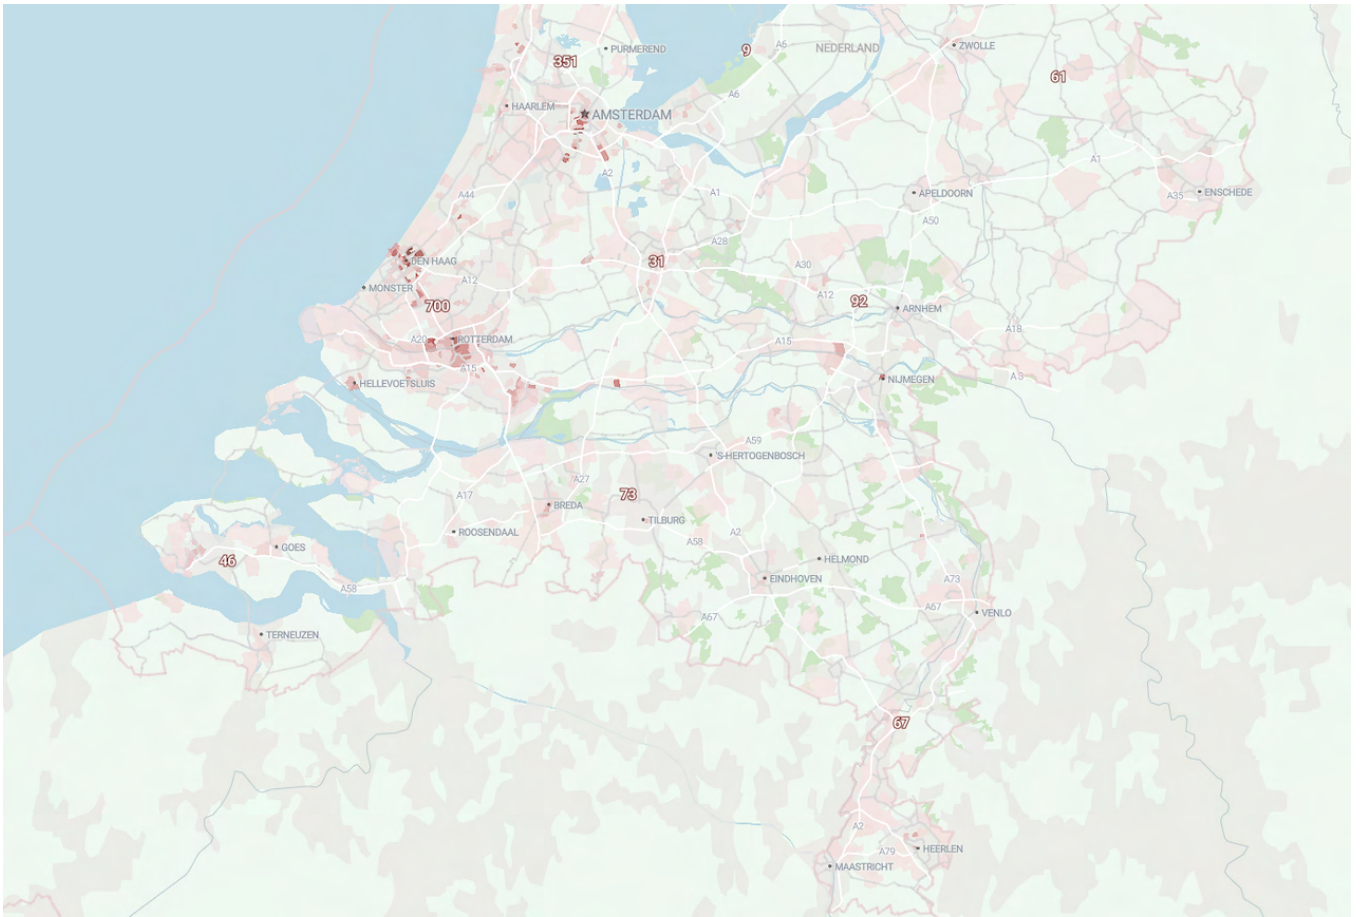 9
A6
NEDERLAND
ZWOLLE
PURMEREND
351
61
A6
HAARLEM
AMSTERDAM
A1
A2
A44
A1
APELDOORN
A35
ENSCHEDE
A50
A28
DEN HAAG
31
A30
A12
MONSTER
A12
92
700
ARNHEM
A20
ROTTERDAM
A15
A18
A15
HELLEVOETSLUIS
NIJMEGEN
A3
A59
'S-HERTOGENBOSCH
A27
A17
73
BREDA
TILBURG
ROOSENDAAL
A2
A58
GOES
46
HELMOND
EINDHOVEN
A58
A73
A67
A67
VENLO
TERNEUZEN
67
A2
A79
HEERLEN
MAASTRICHT